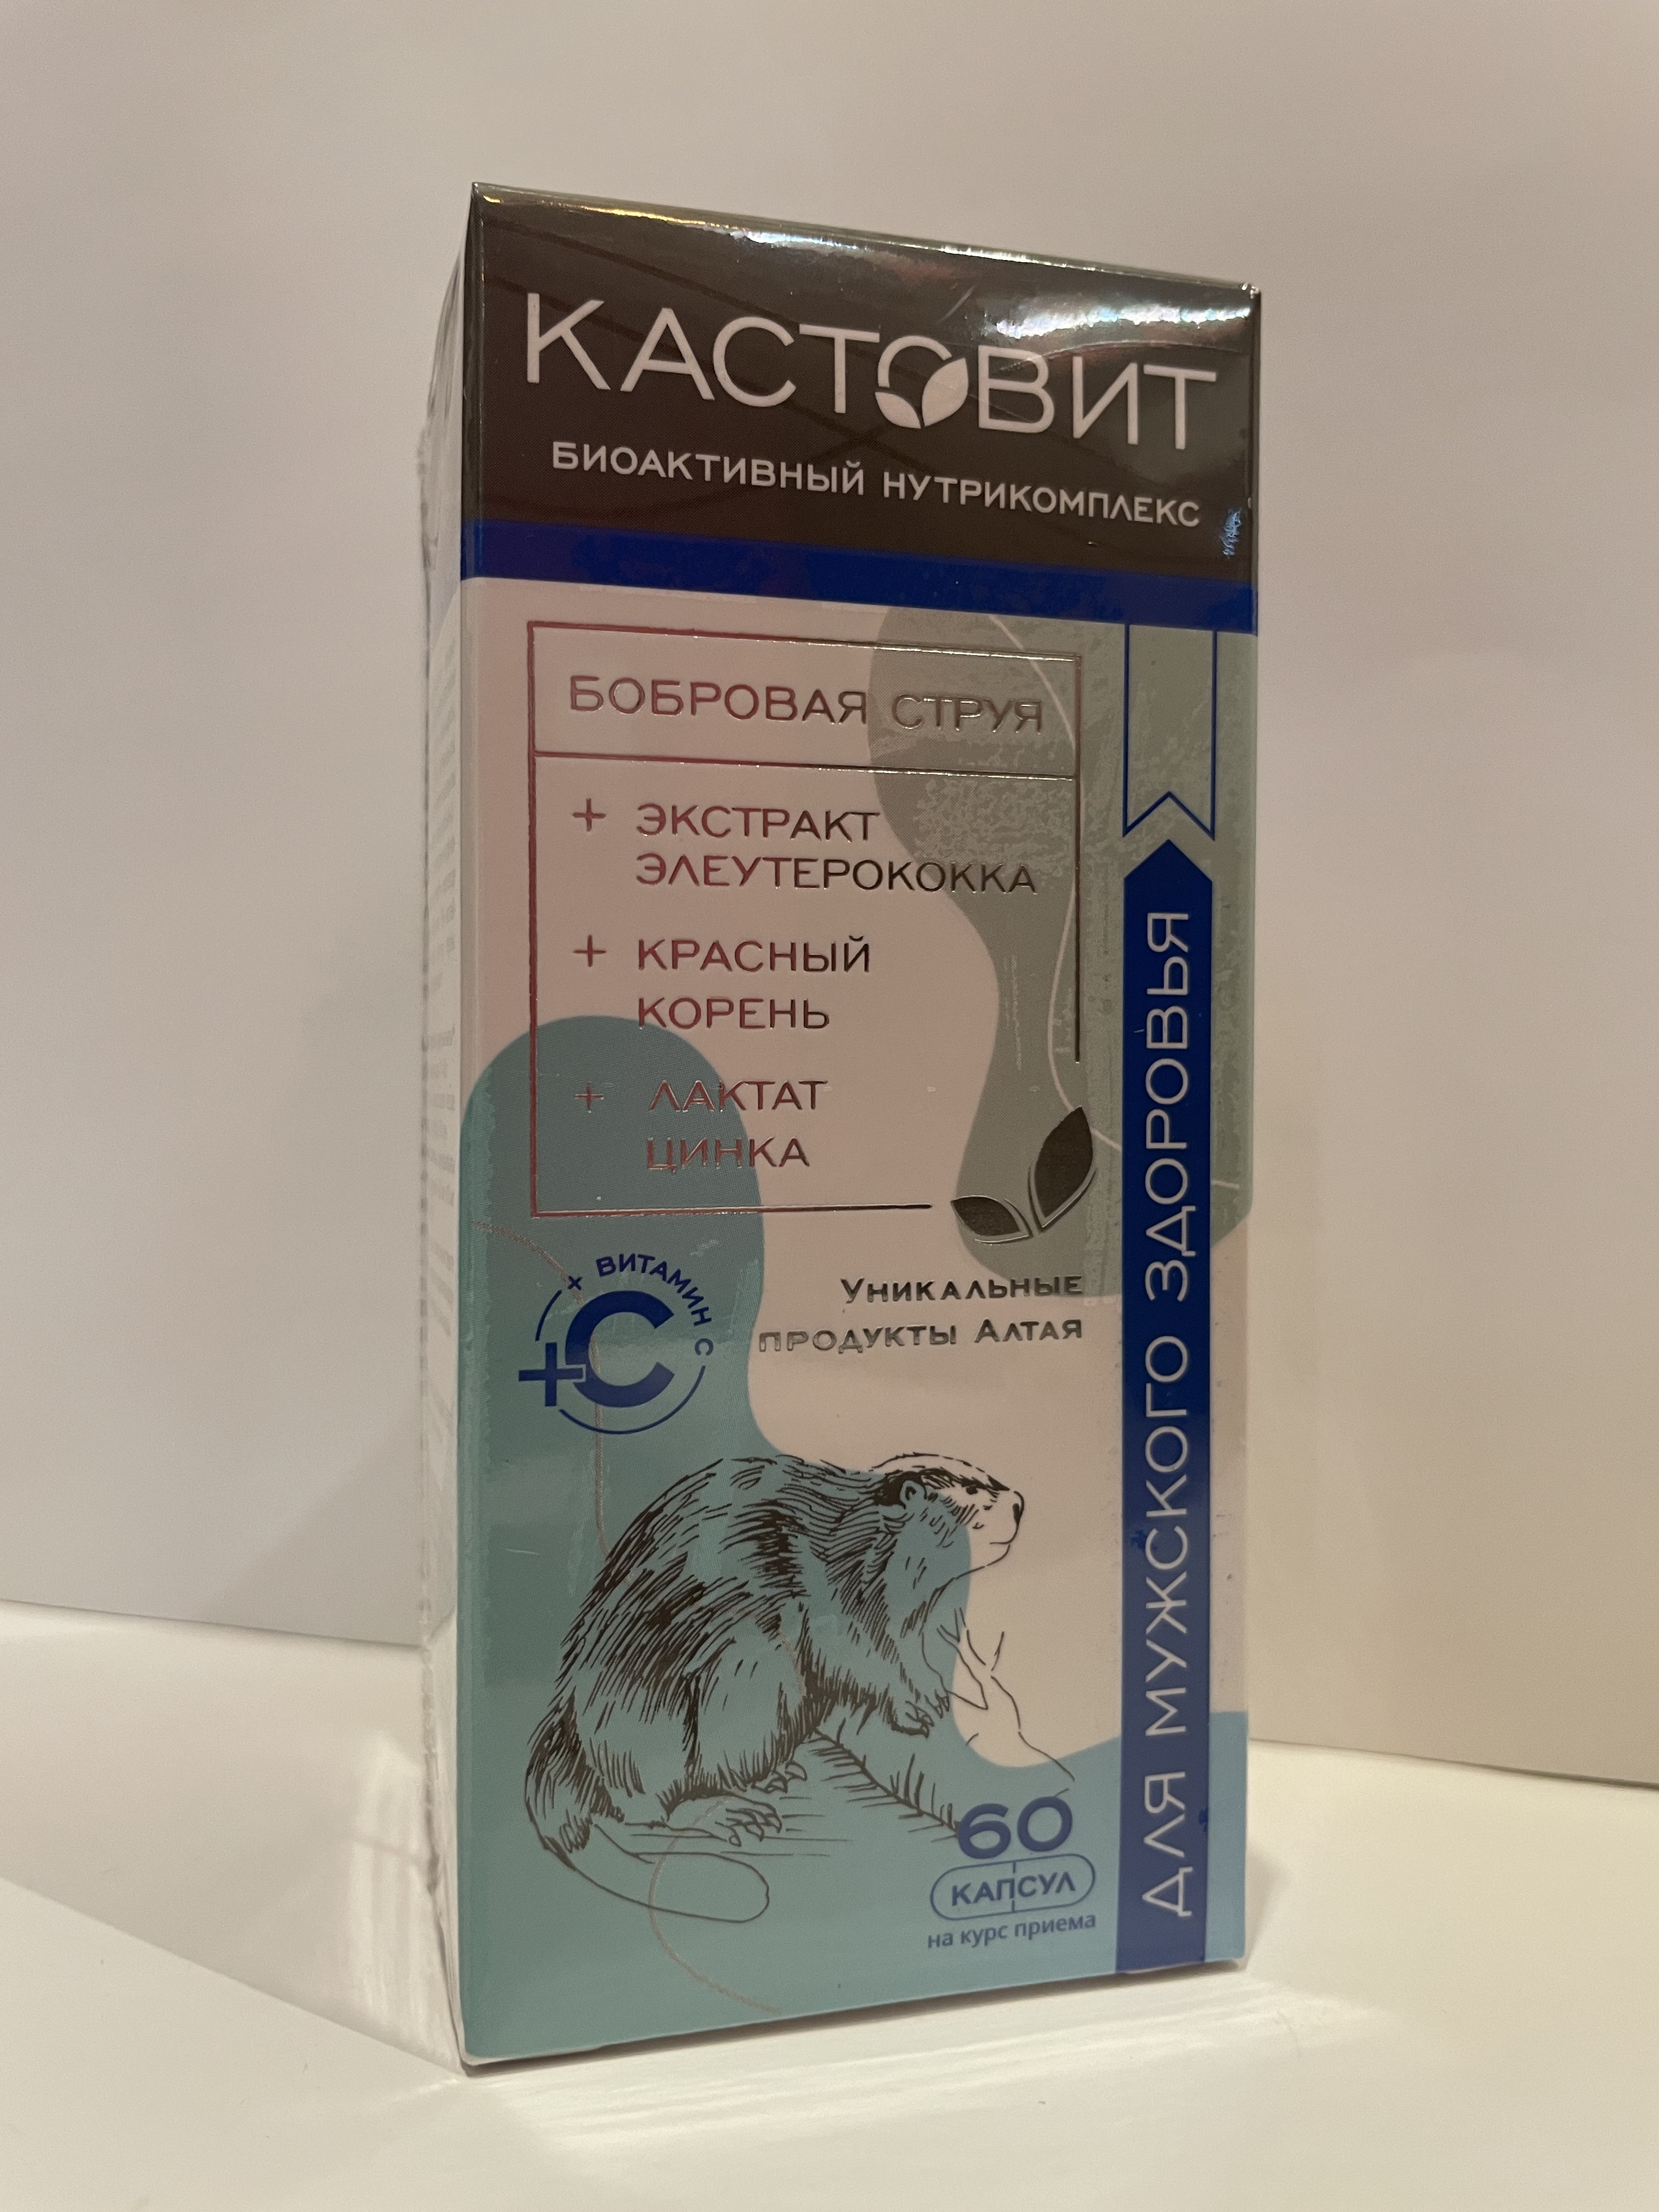 КАСТОВИТ
БИОАКТИВНЫЙ НУТРИКОМПЛЕКС
БОБРОВАЯ СТРУЯ
+ ЭКСТРАКТ
ЭЛЕУТЕРОКОККА
+ КРАСНЫЙ
КОРЕНЬ
+ ЛАКТАТ
ЦИНКА
+ ВИТАМИН С
+С
Уникальные
продукты Алтая
60
КАПСУЛ
на курс приема
ДЛЯ МУЖСКОГО ЗДОРОВЬЯ